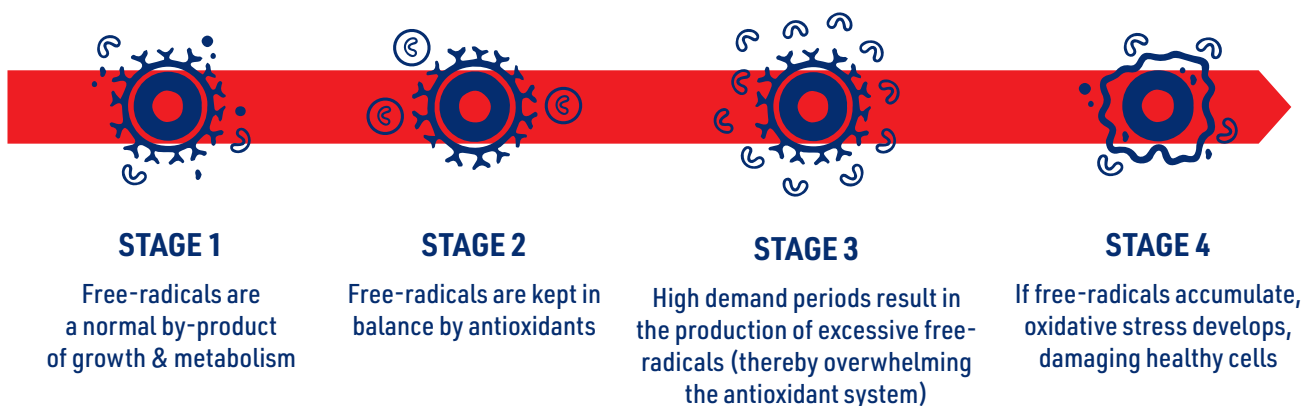 STAGE 1
Free-radicals are
a normal by-product
of growth & metabolism
STAGE 2
Free-radicals are kept in
balance by antioxidants
STAGE 3
High demand periods result in
the production of excessive free-
radicals (thereby overwhelming
the antioxidant system)
STAGE 4
If free-radicals accumulate,
oxidative stress develops,
damaging healthy cells